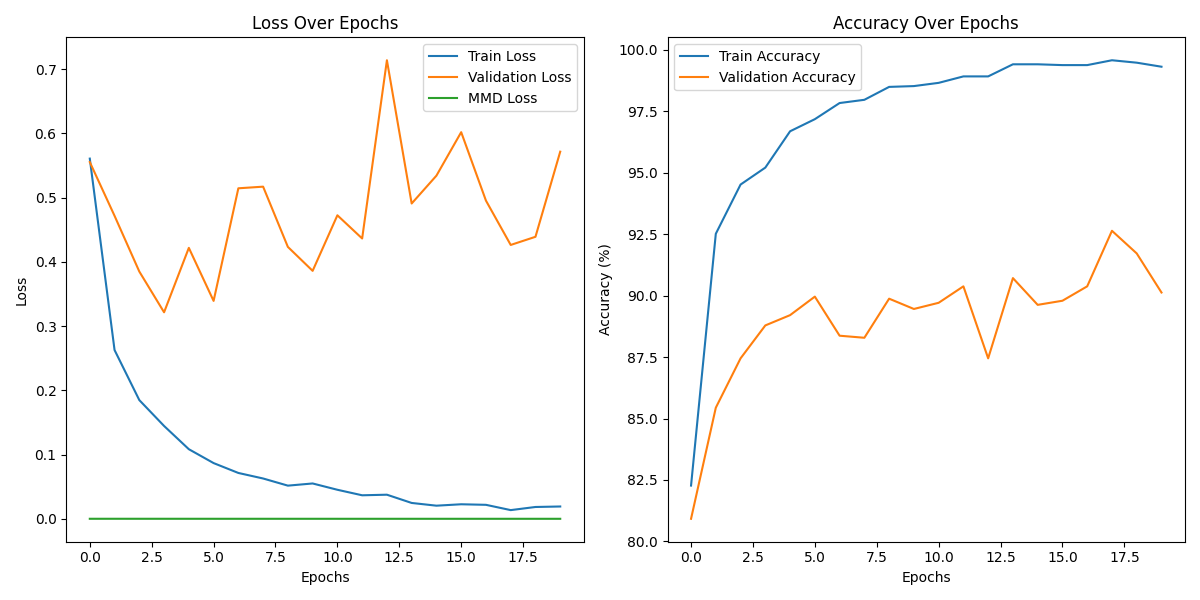 Loss Over Epochs
Train Loss
Validation Loss
MMD Loss
0.7
0.6
0.5
0.4
0.3
0.2
0.1
0.0
Loss
0.0 2.5 5.0 7.5 10.0 12.5 15.0 17.5
Epochs
Accuracy Over Epochs
Train Accuracy
Validation Accuracy
100.0
97.5
95.0
92.5
90.0
87.5
85.0
82.5
80.0
Accuracy (%)
0.0 2.5 5.0 7.5 10.0 12.5 15.0 17.5
Epochs